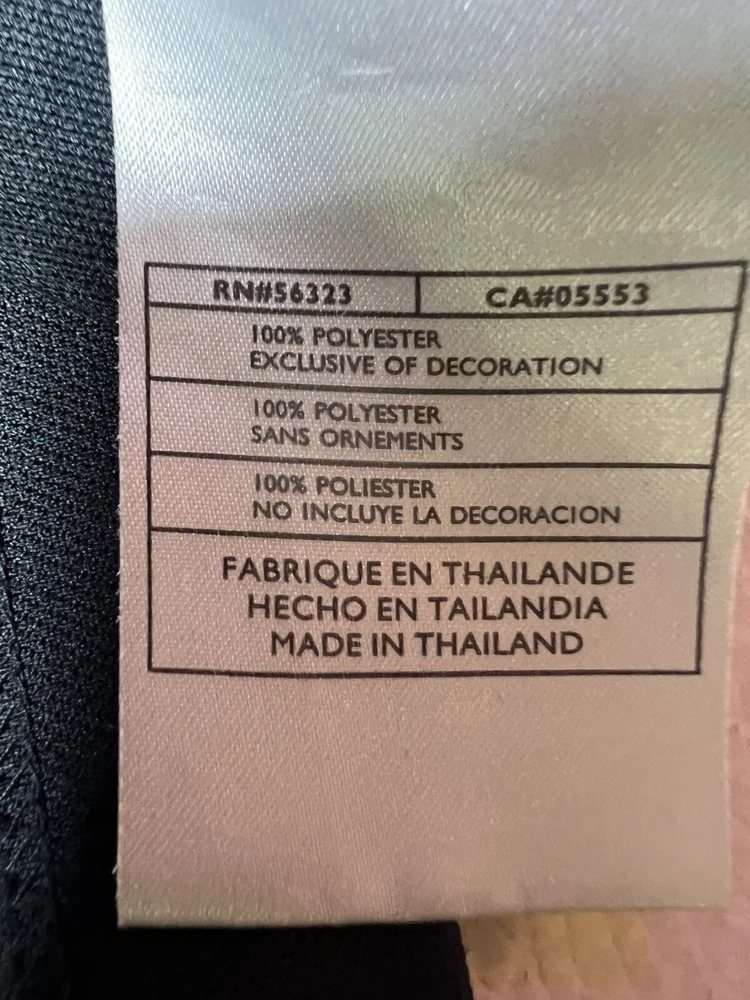 RN#56323 CA#05553
100% POLYESTER
EXCLUSIVE OF DECORATION
100% POLYESTER
SANS ORNEMENTS
100% POLIESTER
NO INCLUYE LA DECORACION
FABRIQUE EN THAILANDE
HECHO EN TAILANDIA
MADE IN THAILAND